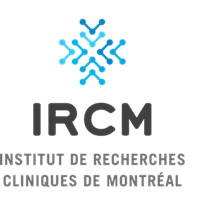 IRCM
INSTITUT DE RECHERCHES
CLINIQUES DE MONTRÉAL